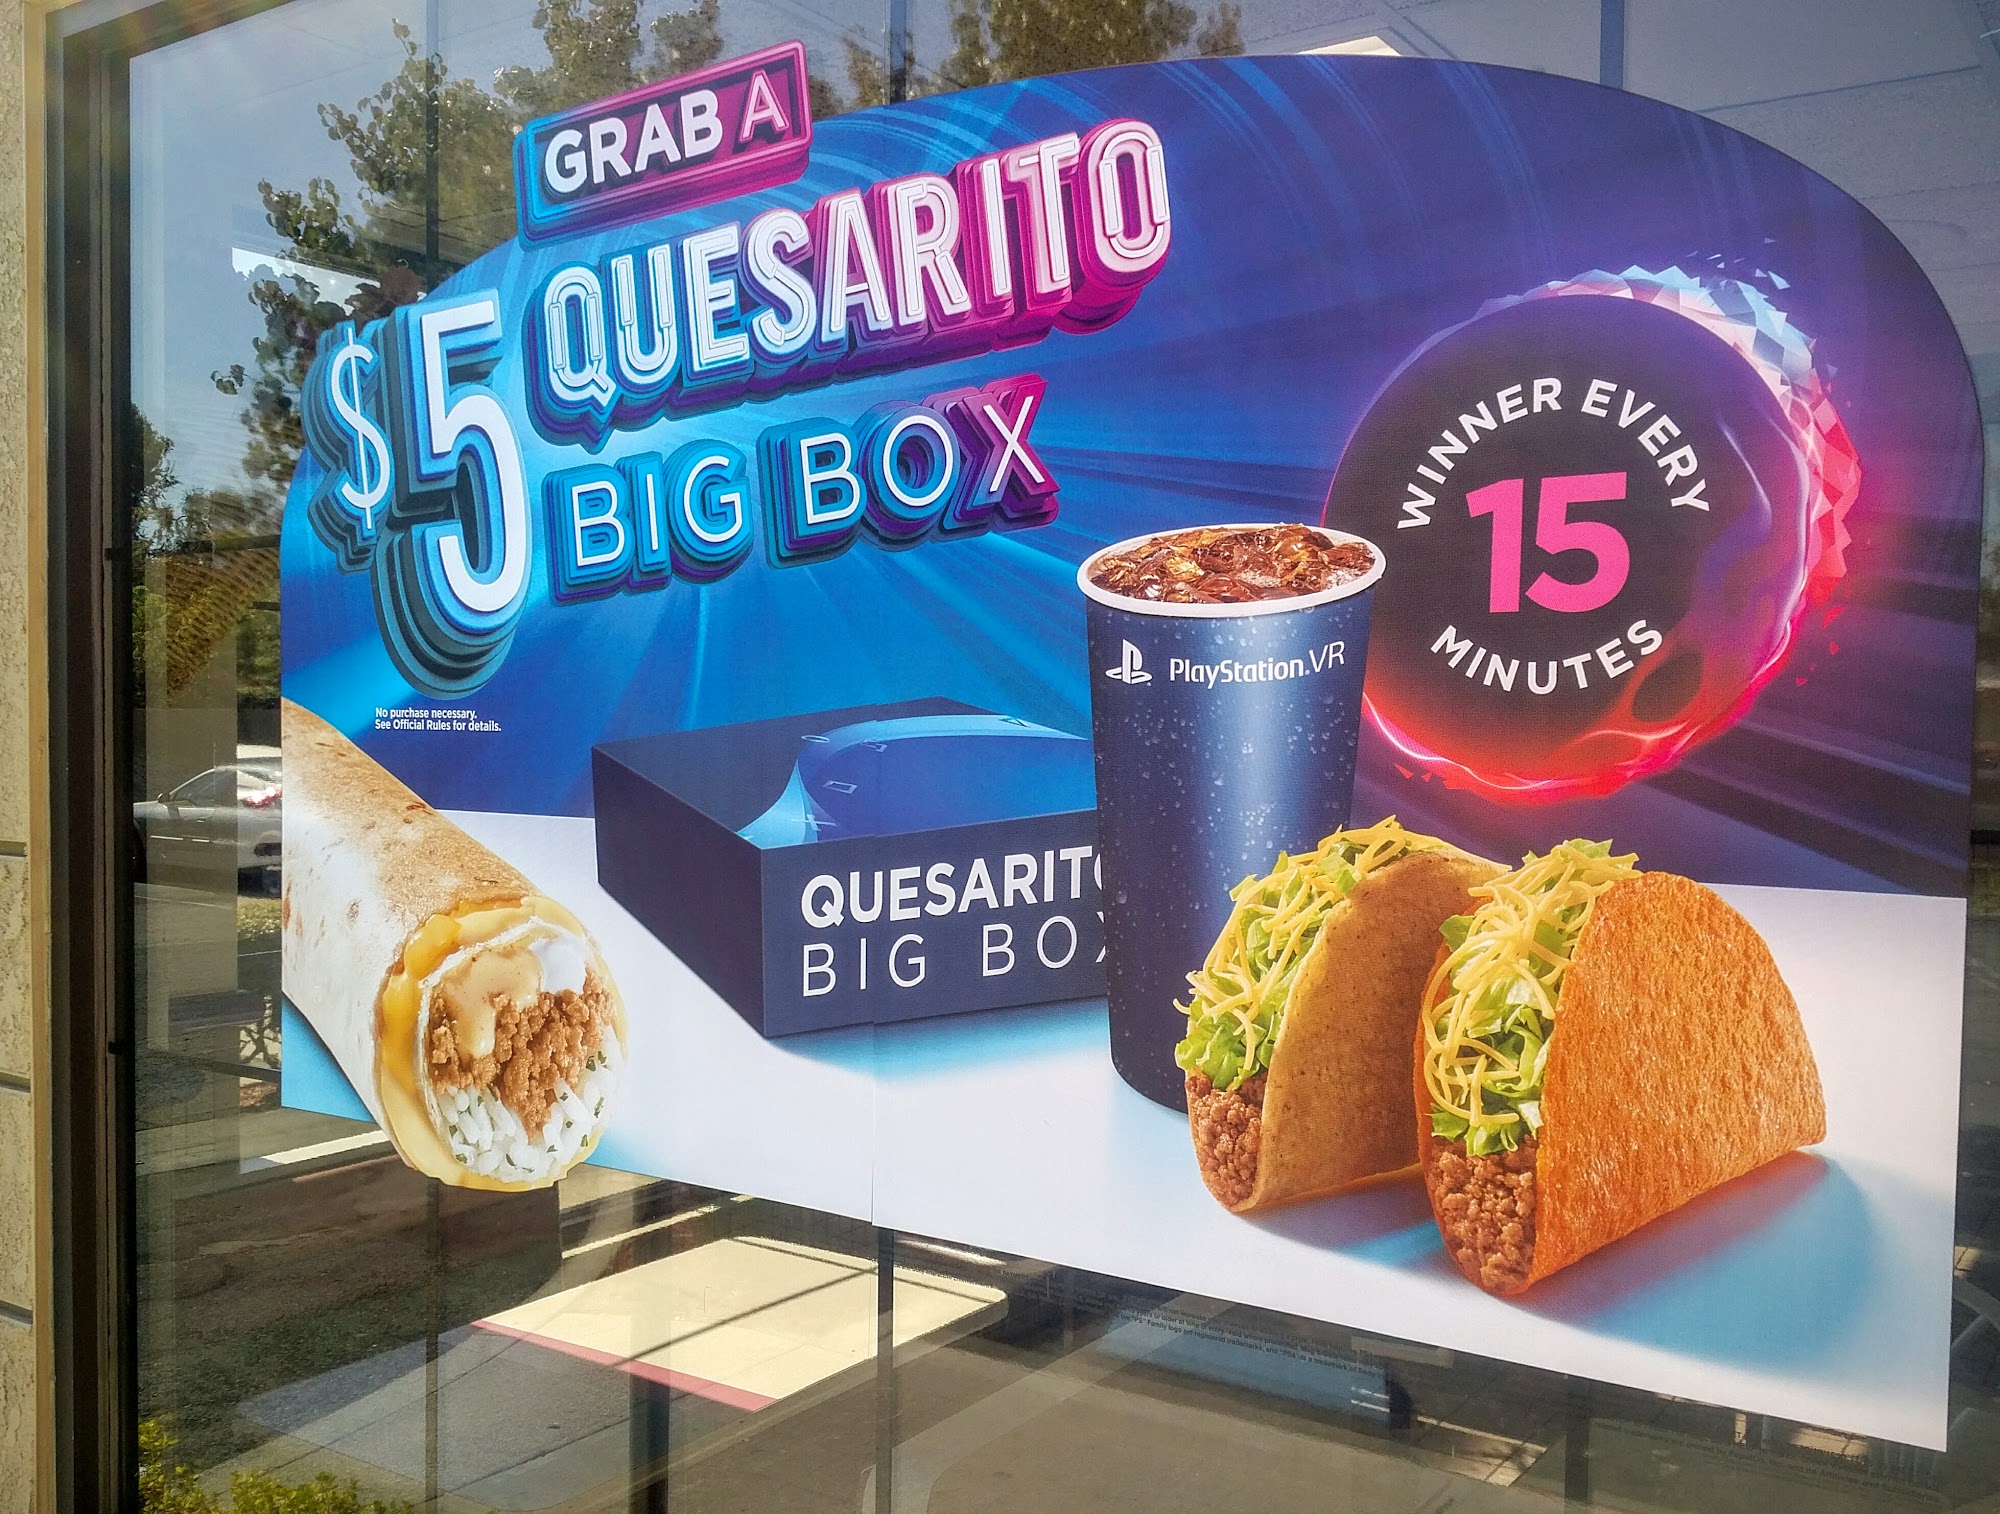 GRAB A
$5 QUESARITO
BIG BOX
WINNER EVERY
15
MINUTES
PlayStation.VR
No purchase necessary.
See Official Rules for details.
QUESARITO
BIG BOX